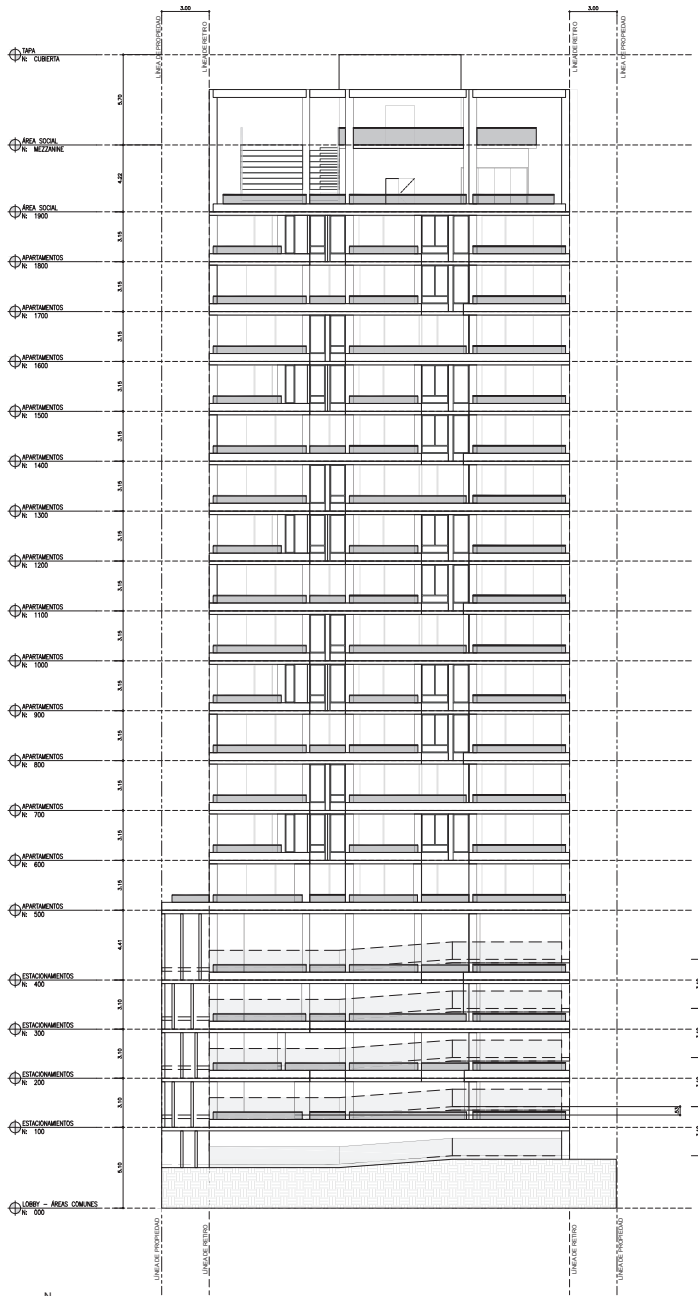 3.00
3.00
LÍNEA DE PROPIEDAD
LÍNEA DE RETIRO
LÍNEA DE RETIRO
LÍNEA DE PROPIEDAD
TAPA
N: CUBIERTA
5.70
ÁREA SOCIAL
N: MEZZANINE
4.22
ÁREA SOCIAL
N: 1900
3.15
APARTAMENTOS
N: 1800
3.15
APARTAMENTOS
N: 1700
3.15
APARTAMENTOS
N: 1600
3.15
APARTAMENTOS
N: 1500
3.15
APARTAMENTOS
N: 1400
3.15
APARTAMENTOS
N: 1300
3.15
APARTAMENTOS
N: 1200
3.15
APARTAMENTOS
N: 1100
3.15
APARTAMENTOS
N: 1000
3.15
APARTAMENTOS
N: 900
3.15
APARTAMENTOS
N: 800
3.15
APARTAMENTOS
N: 700
3.15
APARTAMENTOS
N: 600
3.15
APARTAMENTOS
N: 500
4.41
ESTACIONAMIENTOS
N: 400
3.10
ESTACIONAMIENTOS
N: 300
3.10
ESTACIONAMIENTOS
N: 200
3.10
ESTACIONAMIENTOS
N: 100
.53
5.10
LOBBY - ÁREAS COMUNES
N: 000
LÍNEA DE PROPIEDAD
LÍNEA DE RETIRO
LÍNEA DE RETIRO
LÍNEA DE PROPIEDAD